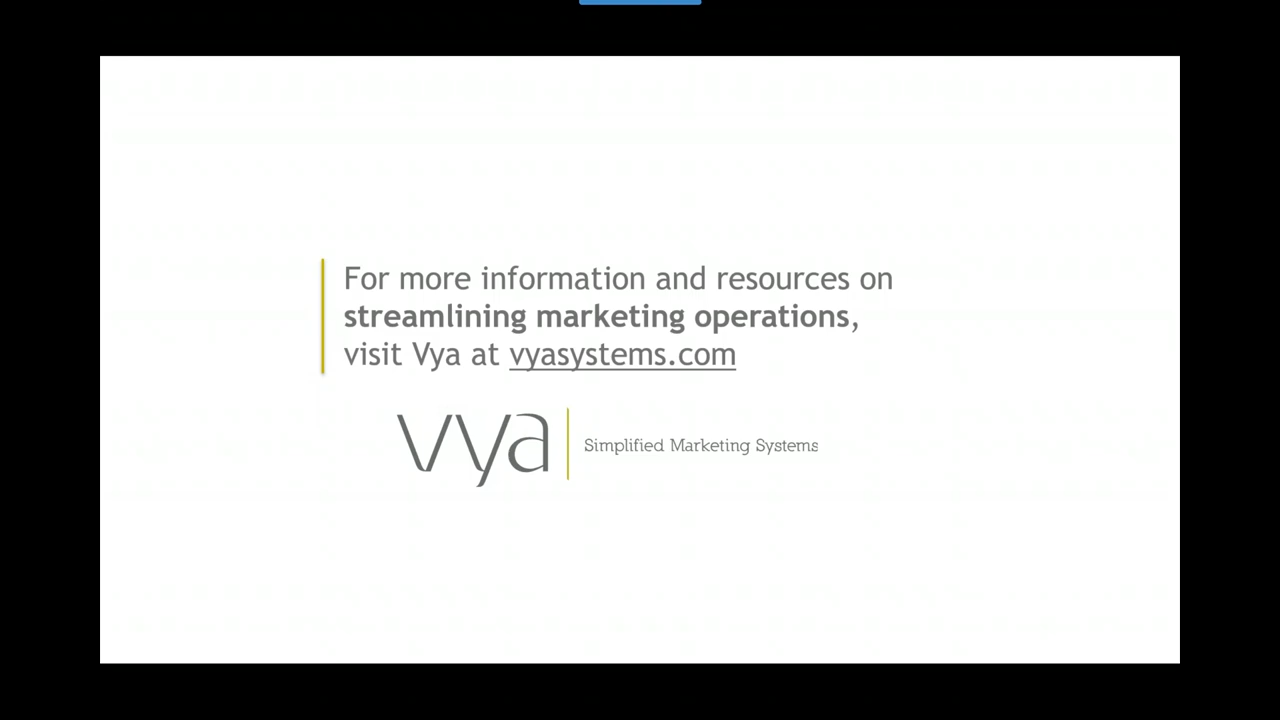 For more information and resources on
streamlining marketing operations,
visit Vya at vyasystems.com
vya
Simplified Marketing Systems